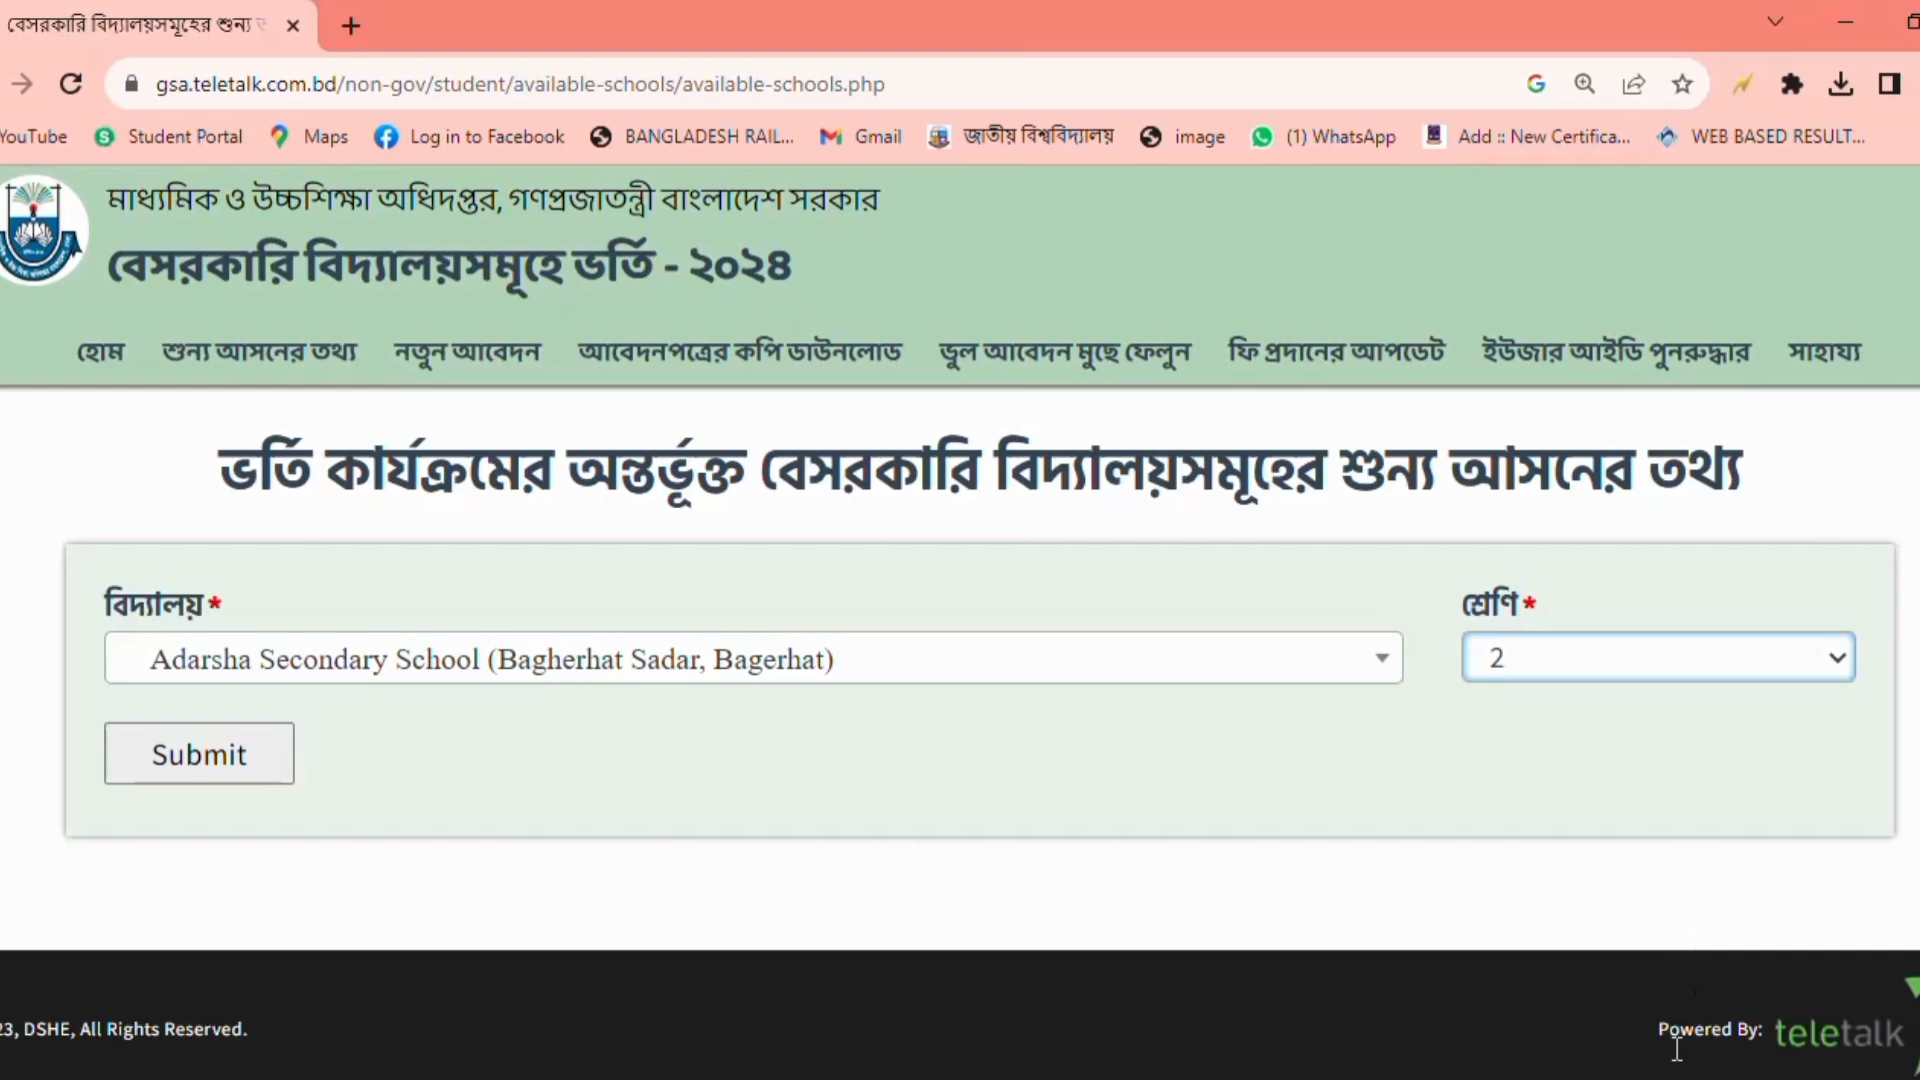 বেসরকারি বিদ্যালয়সমূহের শুন্য
gsa.teletalk.com.bd/non-gov/student/available-schools/available-schools.php
YouTube Student Portal Maps Log in to Facebook BANGLADESH RAIL... Gmail জাতীয় বিশ্ববিদ্যালয় image (1) WhatsApp Add :: New Certifica... WEB BASED RESULT...
মাধ্যমিক ও উচ্চশিক্ষা অধিদপ্তর, গণপ্রজাতন্ত্রী বাংলাদেশ সরকার
বেসরকারি বিদ্যালয়সমূহে ভর্তি - ২০২৪
হোম শুন্য আসনের তথ্য নতুন আবেদন আবেদনপত্রের কপি ডাউনলোড ভুল আবেদন মুছে ফেলুন ফি প্রদানের আপডেট ইউজার আইডি পুনরুদ্ধার সাহায্য
ভর্তি কার্যক্রমের অন্তর্ভূক্ত বেসরকারি বিদ্যালয়সমূহের শুন্য আসনের তথ্য
বিদ্যালয় * শ্রেণি *
Adarsha Secondary School (Bagherhat Sadar, Bagerhat) 2
Submit
23, DSHE, All Rights Reserved. Powered By: teletalk